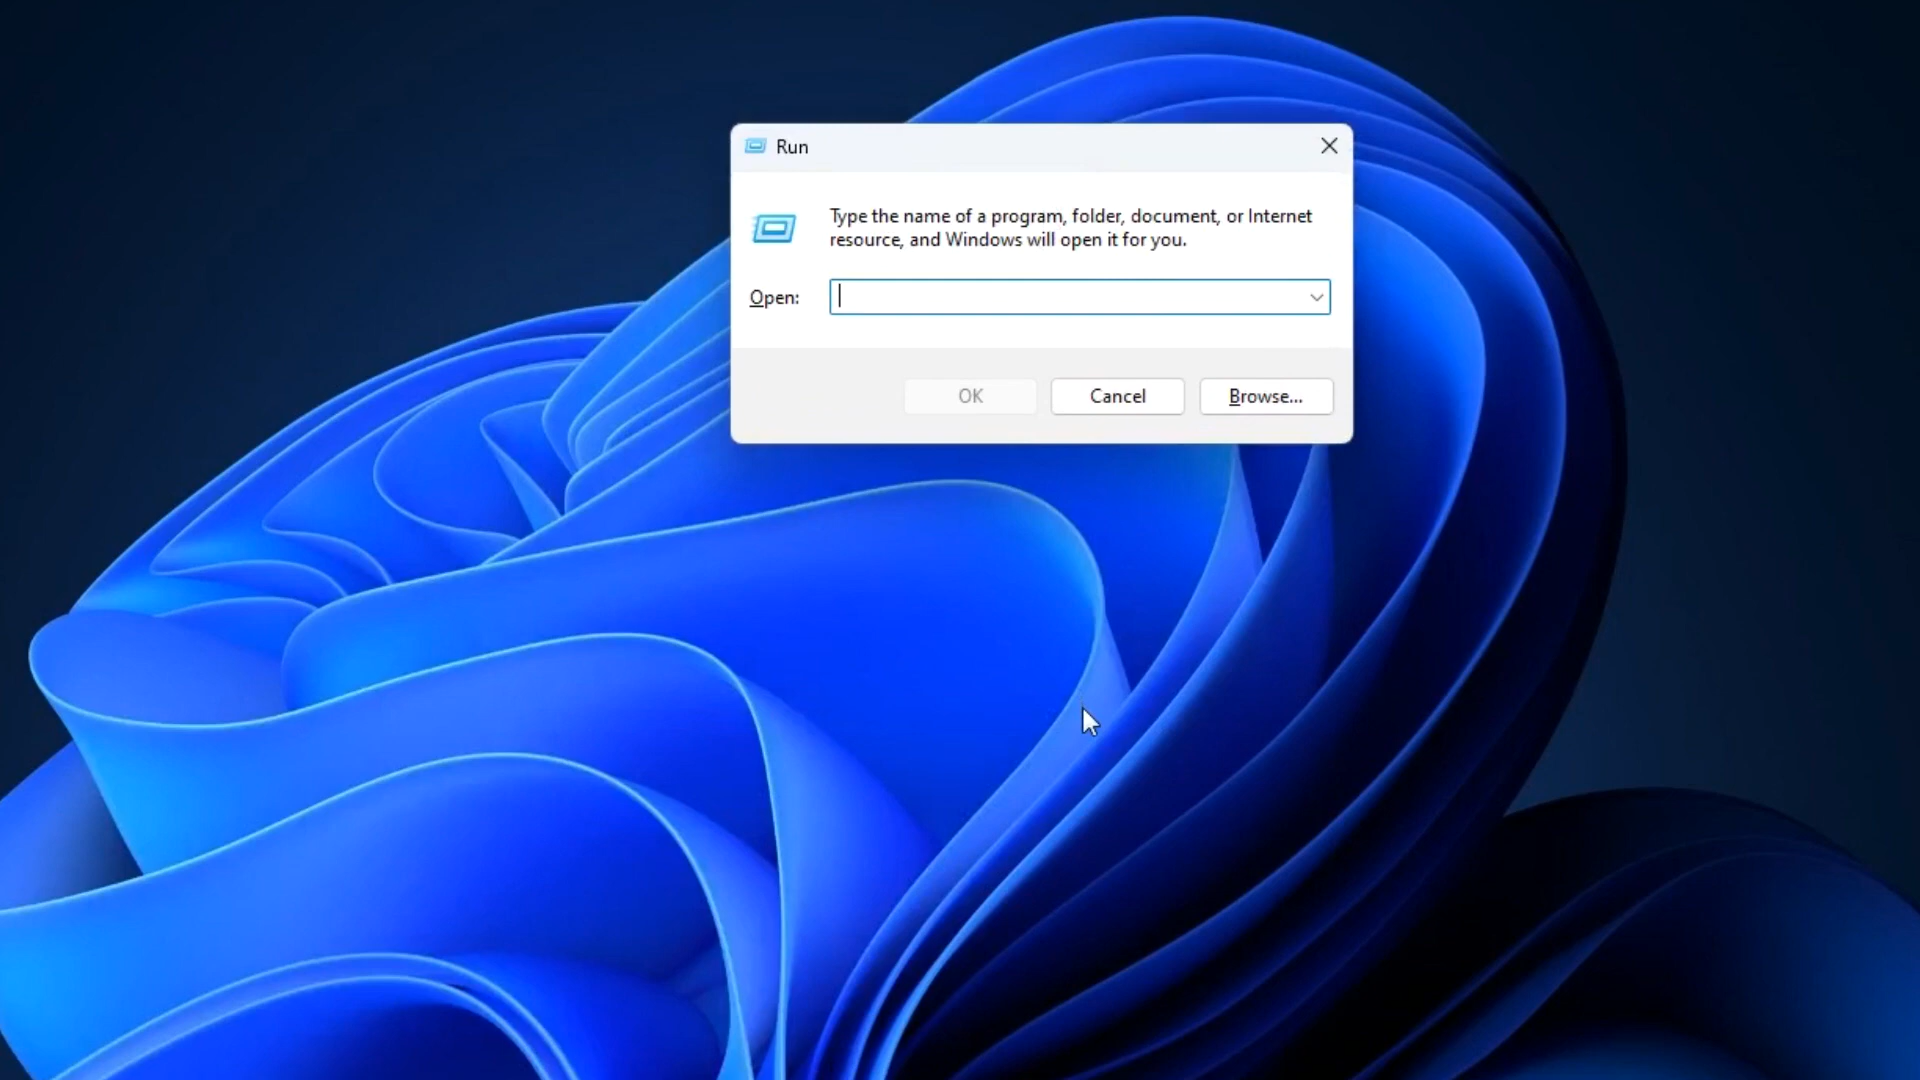 Run
Type the name of a program, folder, document, or Internet
resource, and Windows will open it for you.
Open:
OK
Cancel
Browse...